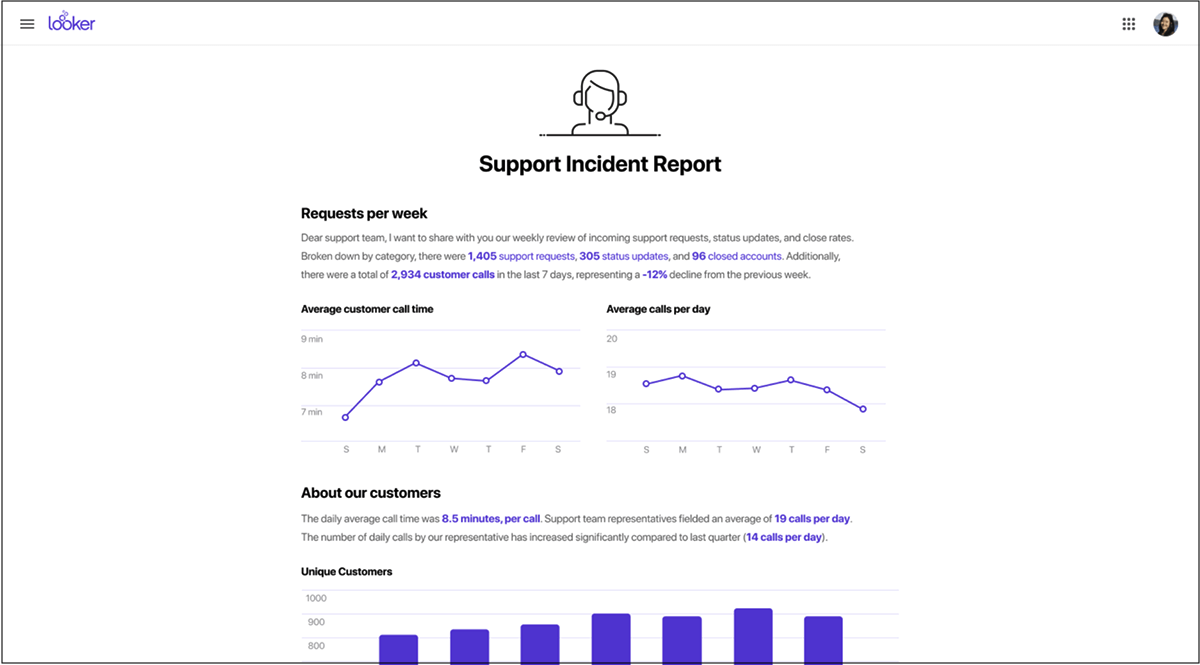 looker
Support Incident Report
Requests per week
Dear support team, I want to share with you our weekly review of incoming support requests, status updates, and close rates.
Broken down by category, there were 1,405 support requests, 305 status updates, and 96 closed accounts. Additionally,
there were a total of 2,934 customer calls in the last 7 days, representing a -12% decline from the previous week.
Average customer call time
9 min
8 min
7 min
S M T W T F S
Average calls per day
20
19
18
S M T W T F S
About our customers
The daily average call time was 8.5 minutes, per call. Support team representatives fielded an average of 19 calls per day.
The number of daily calls by our representative has increased significantly compared to last quarter (14 calls per day).
Unique Customers
1000
900
800